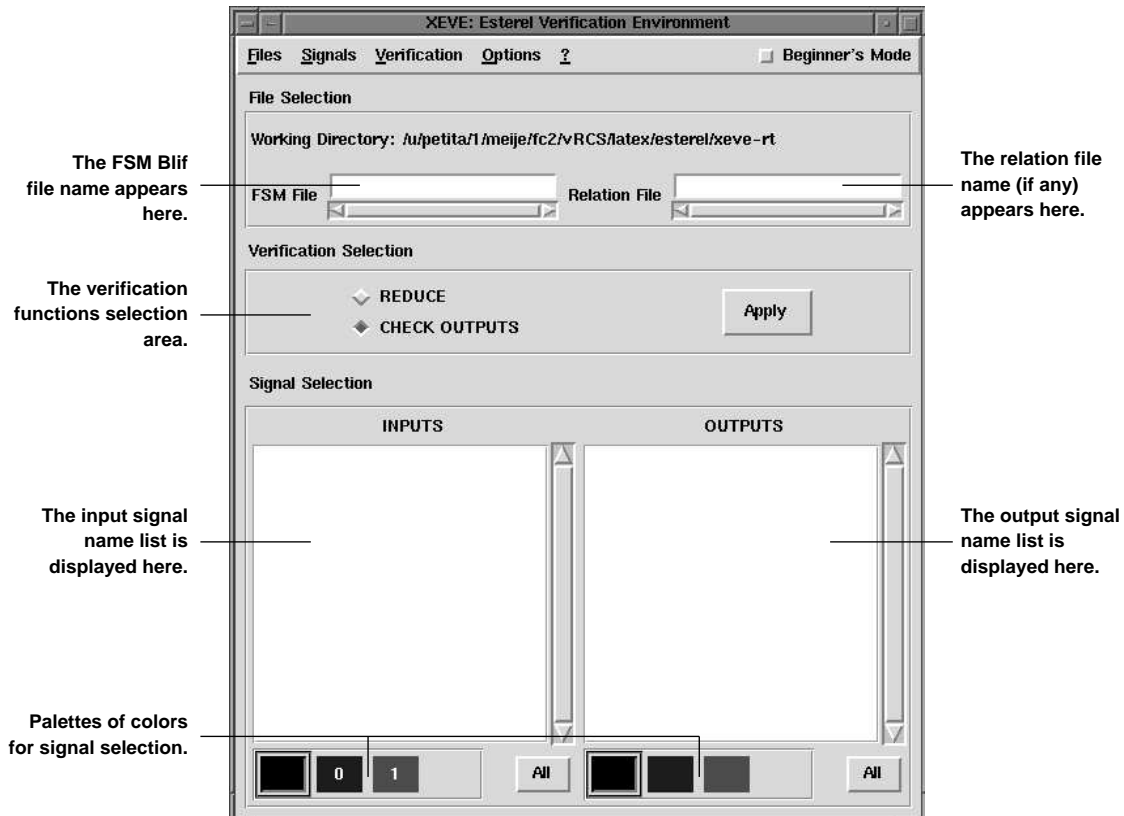 XEVE: Esterel Verification Environment
Files Signals Verification Options ? Beginner's Mode
File Selection
Working Directory: /u/petita/1/meije/fc2/vRCS/latex/esterel/xeve-rt
The FSM Blif
file name appears
here.
FSM File
Relation File
The relation file
name (if any)
appears here.
Verification Selection
The verification
functions selection
area.
REDUCE
CHECK OUTPUTS
Apply
Signal Selection
INPUTS
OUTPUTS
The input signal
name list is
displayed here.
The output signal
name list is
displayed here.
Palettes of colors
for signal selection.
0 1 All
All